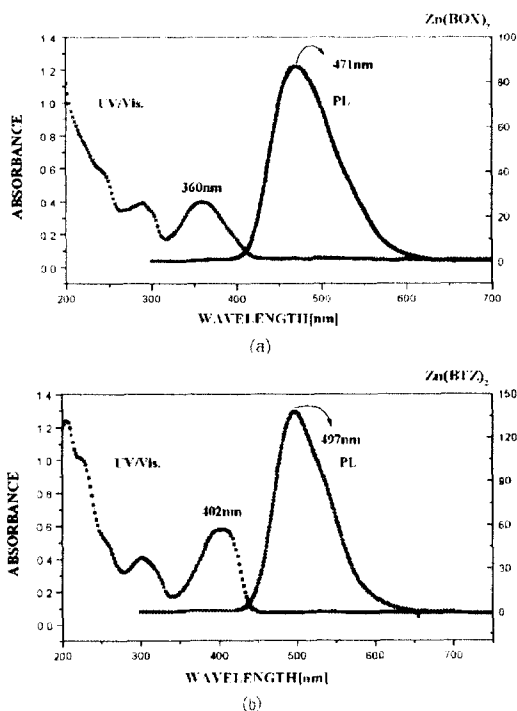 Zn(BOX)₂
1.4
1.2
1.0
0.8
0.6
0.4
0.2
0.0
ABSORBANCE
UV/Vis.
360nm
471nm
PL
100
80
60
40
20
0
200 300 400 500 600 700
WAVELENGTH[nm]
(a)
Zn(BTZ)₂
1.4
1.2
1.0
0.8
0.6
0.4
0.2
0.0
ABSORBANCE
UV/Vis.
402nm
497nm
PL
150
120
90
60
30
0
200 300 400 500 600 700
WAVELENGTH[nm]
(b)